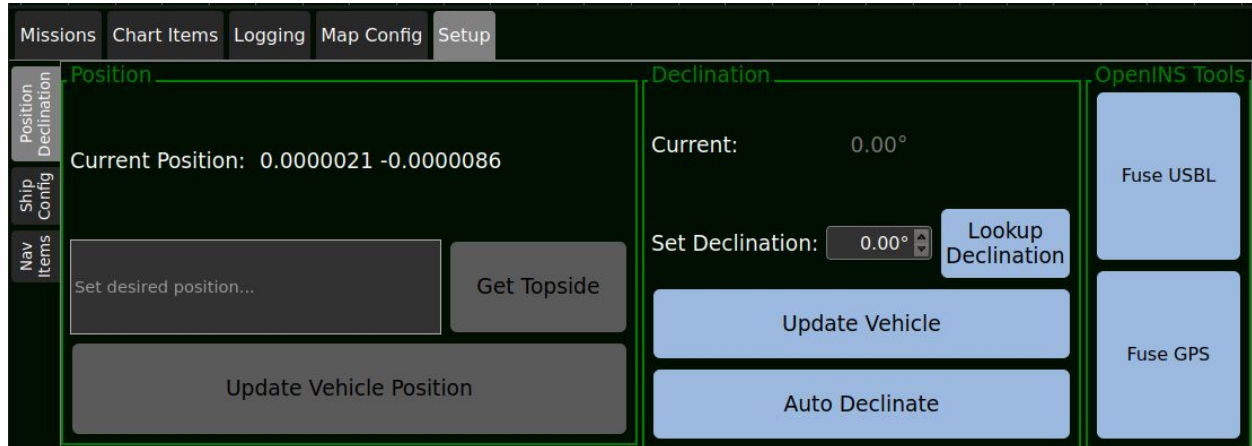 Missions Chart Items Logging Map Config Setup
Position
Declination
Ship
Config
Nav
Items
Position
Current Position: 0.0000021 -0.0000086
Set desired position...
Get Topside
Update Vehicle Position
Declination
Current: 0.00°
Set Declination: 0.00°
Lookup
Declination
Update Vehicle
Auto Declinate
OpenINS Tools
Fuse USBL
Fuse GPS